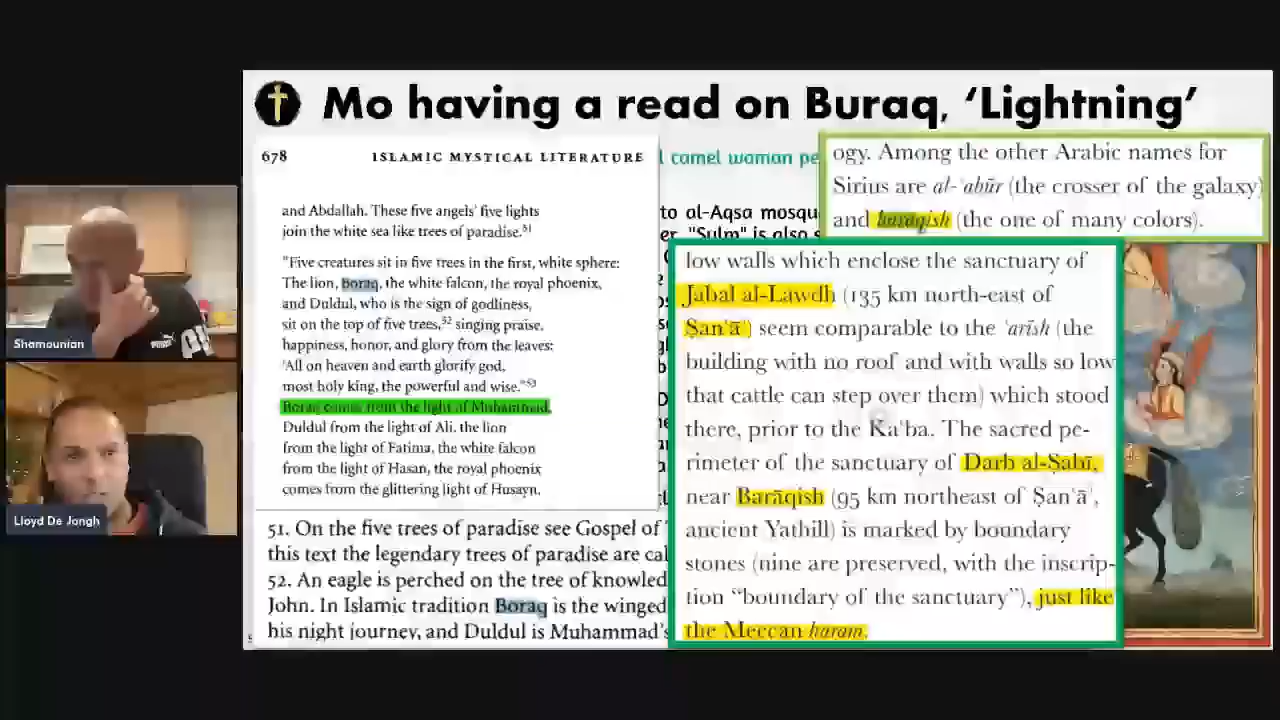 Mo having a read on Buraq, ‘Lightning’
678 ISLAMIC MYSTICAL LITERATURE
and Abdallah. These five angels' five lights
join the white sea like trees of paradise.51
"Five creatures sit in five trees in the first, white sphere:
The lion, Boraq, the white falcon, the royal phoenix,
and Duldul, who is the sign of godliness,
sit on the top of five trees,52 singing praise,
happiness, honor, and glory from the leaves:
'All on heaven and earth glorify god,
most holy king, the powerful and wise.'"53
Boraq comes from the light of Muhammad,
Duldul from the light of Ali, the lion
from the light of Fatima, the white falcon
from the light of Hasan, the royal phoenix
comes from the glittering light of Husayn.
51. On the five trees of paradise see Gospel of
this text the legendary trees of paradise are cal
52. An eagle is perched on the tree of knowled
John. In Islamic tradition Boraq is the winged
his night journey, and Duldul is Muhammad's
l camel woman pe
to al-Aqsa mosqu
er. "Sulm" is also s
ogy. Among the other Arabic names for
Sirius are al-ʿabūr (the crosser of the galaxy)
and barāqish (the one of many colors).
low walls which enclose the sanctuary of
Jabal al-Lawdh (135 km north-east of
Ṣanʿāʾ) seem comparable to the ʿarīsh (the
building with no roof and with walls so low
that cattle can step over them) which stood
there, prior to the Kaʿba. The sacred pe-
rimeter of the sanctuary of Darb al-Ṣabī,
near Barāqish (95 km northeast of Ṣanʿāʾ,
ancient Yathill) is marked by boundary
stones (nine are preserved, with the inscrip-
tion “boundary of the sanctuary”), just like
the Meccan ḥaram.
Shamounian
Lloyd De Jongh